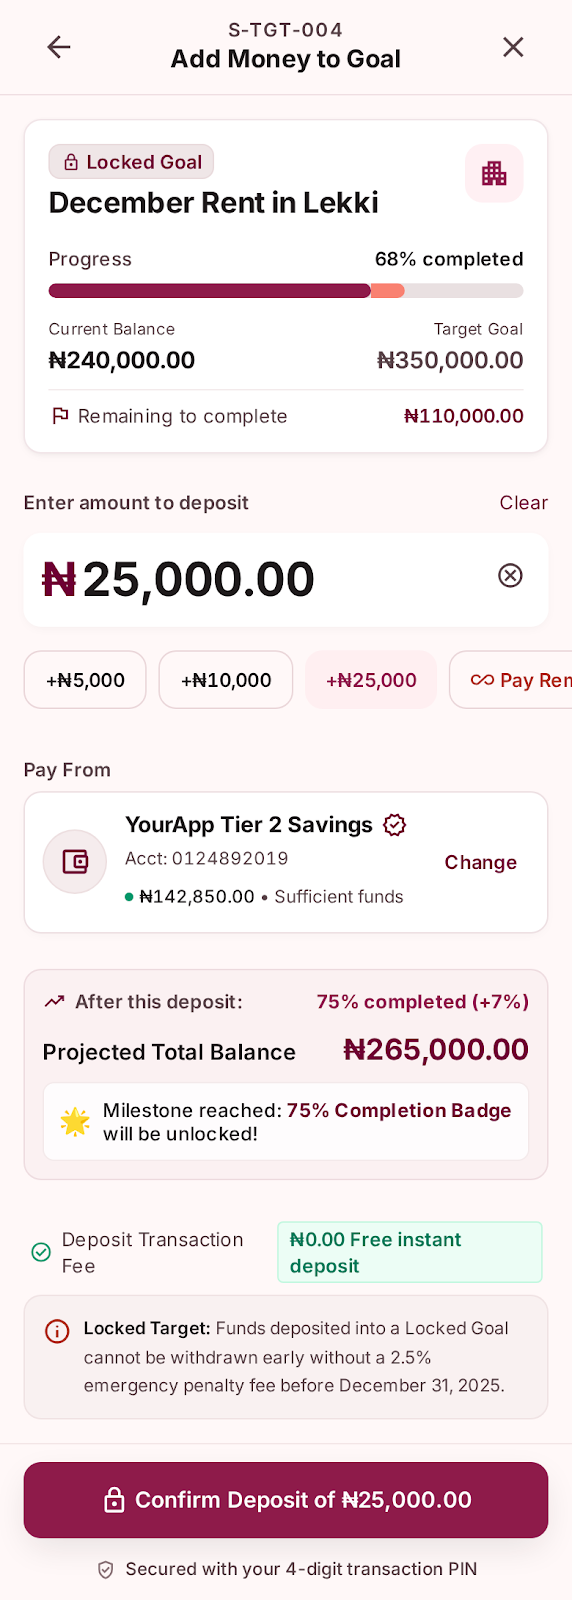 S-TGT-004
Add Money to Goal
Locked Goal
December Rent in Lekki
Progress 68% completed
Current Balance Target Goal
₦240,000.00 ₦350,000.00
Remaining to complete ₦110,000.00
Enter amount to deposit Clear
₦25,000.00
+₦5,000 +₦10,000 +₦25,000 Pay
Pay From
YourApp Tier 2 Savings
Acct: 0124892019
Change
₦142,850.00 • Sufficient funds
After this deposit: 75% completed (+7%)
Projected Total Balance ₦265,000.00
🌟 Milestone reached: 75% Completion Badge
will be unlocked!
Deposit Transaction
Fee
₦0.00 Free instant
deposit
Locked Target: Funds deposited into a Locked Goal
cannot be withdrawn early without a 2.5%
emergency penalty fee before December 31, 2025.
Confirm Deposit of ₦25,000.00
Secured with your 4-digit transaction PIN